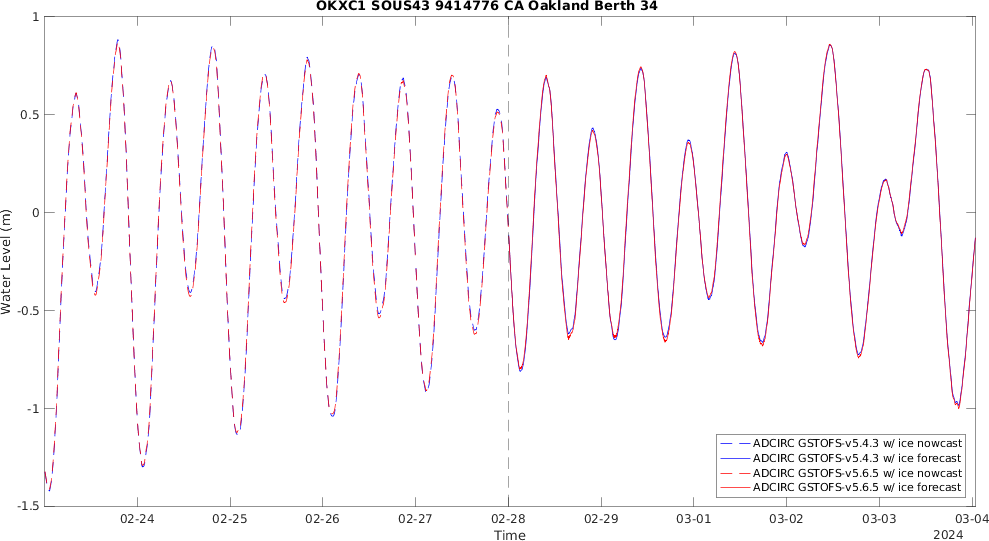 OKXC1 SOUS43 9414776 CA Oakland Berth 34
1
0.5
0
-0.5
-1
-1.5
Water Level (m)
02-24
02-25
02-26
02-27
02-28
02-29
03-01
03-02
03-03
03-04
Time
2024
ADCIRC GSTOFS-v5.4.3 w/ ice nowcast
ADCIRC GSTOFS-v5.4.3 w/ ice forecast
ADCIRC GSTOFS-v5.6.5 w/ ice nowcast
ADCIRC GSTOFS-v5.6.5 w/ ice forecast